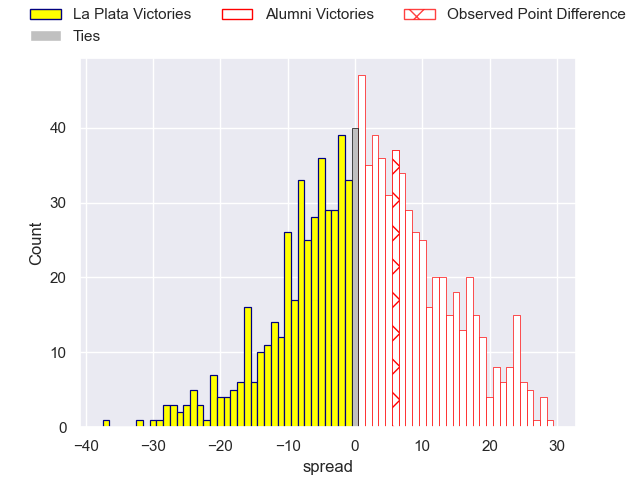 La Plata Victories
Alumni Victories
Observed Point Difference
Ties
Count
40
30
20
10
0
−40
−30
−20
−10
0
10
20
30
spread